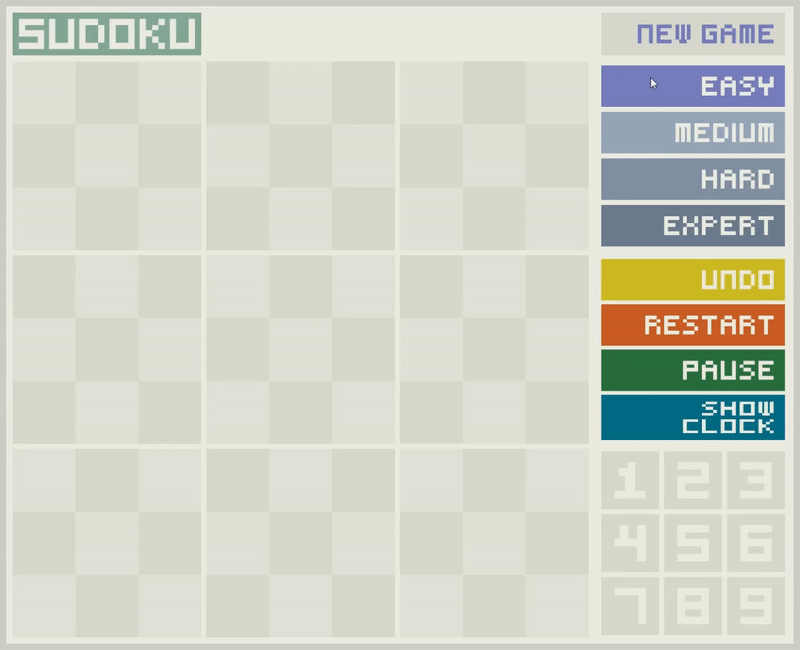 SUDOKU
NEW GAME
EASY
MEDIUM
HARD
EXPERT
UNDO
RESTART
PAUSE
SHOW
CLOCK
1 2 3
4 5 6
7 8 9